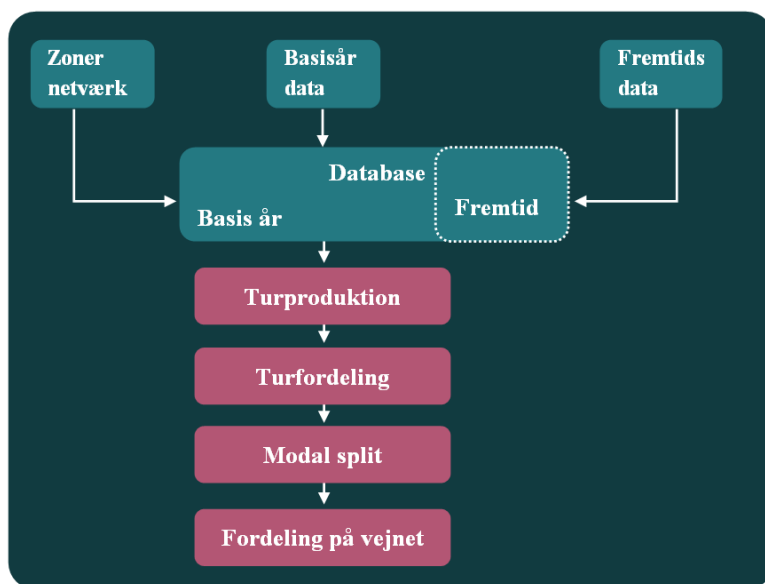 Zoner
netværk
Basisår
data
Fremtids
data
Database
Basis år
Fremtid
Turproduktion
Turfordeling
Modal split
Fordeling på vejnet